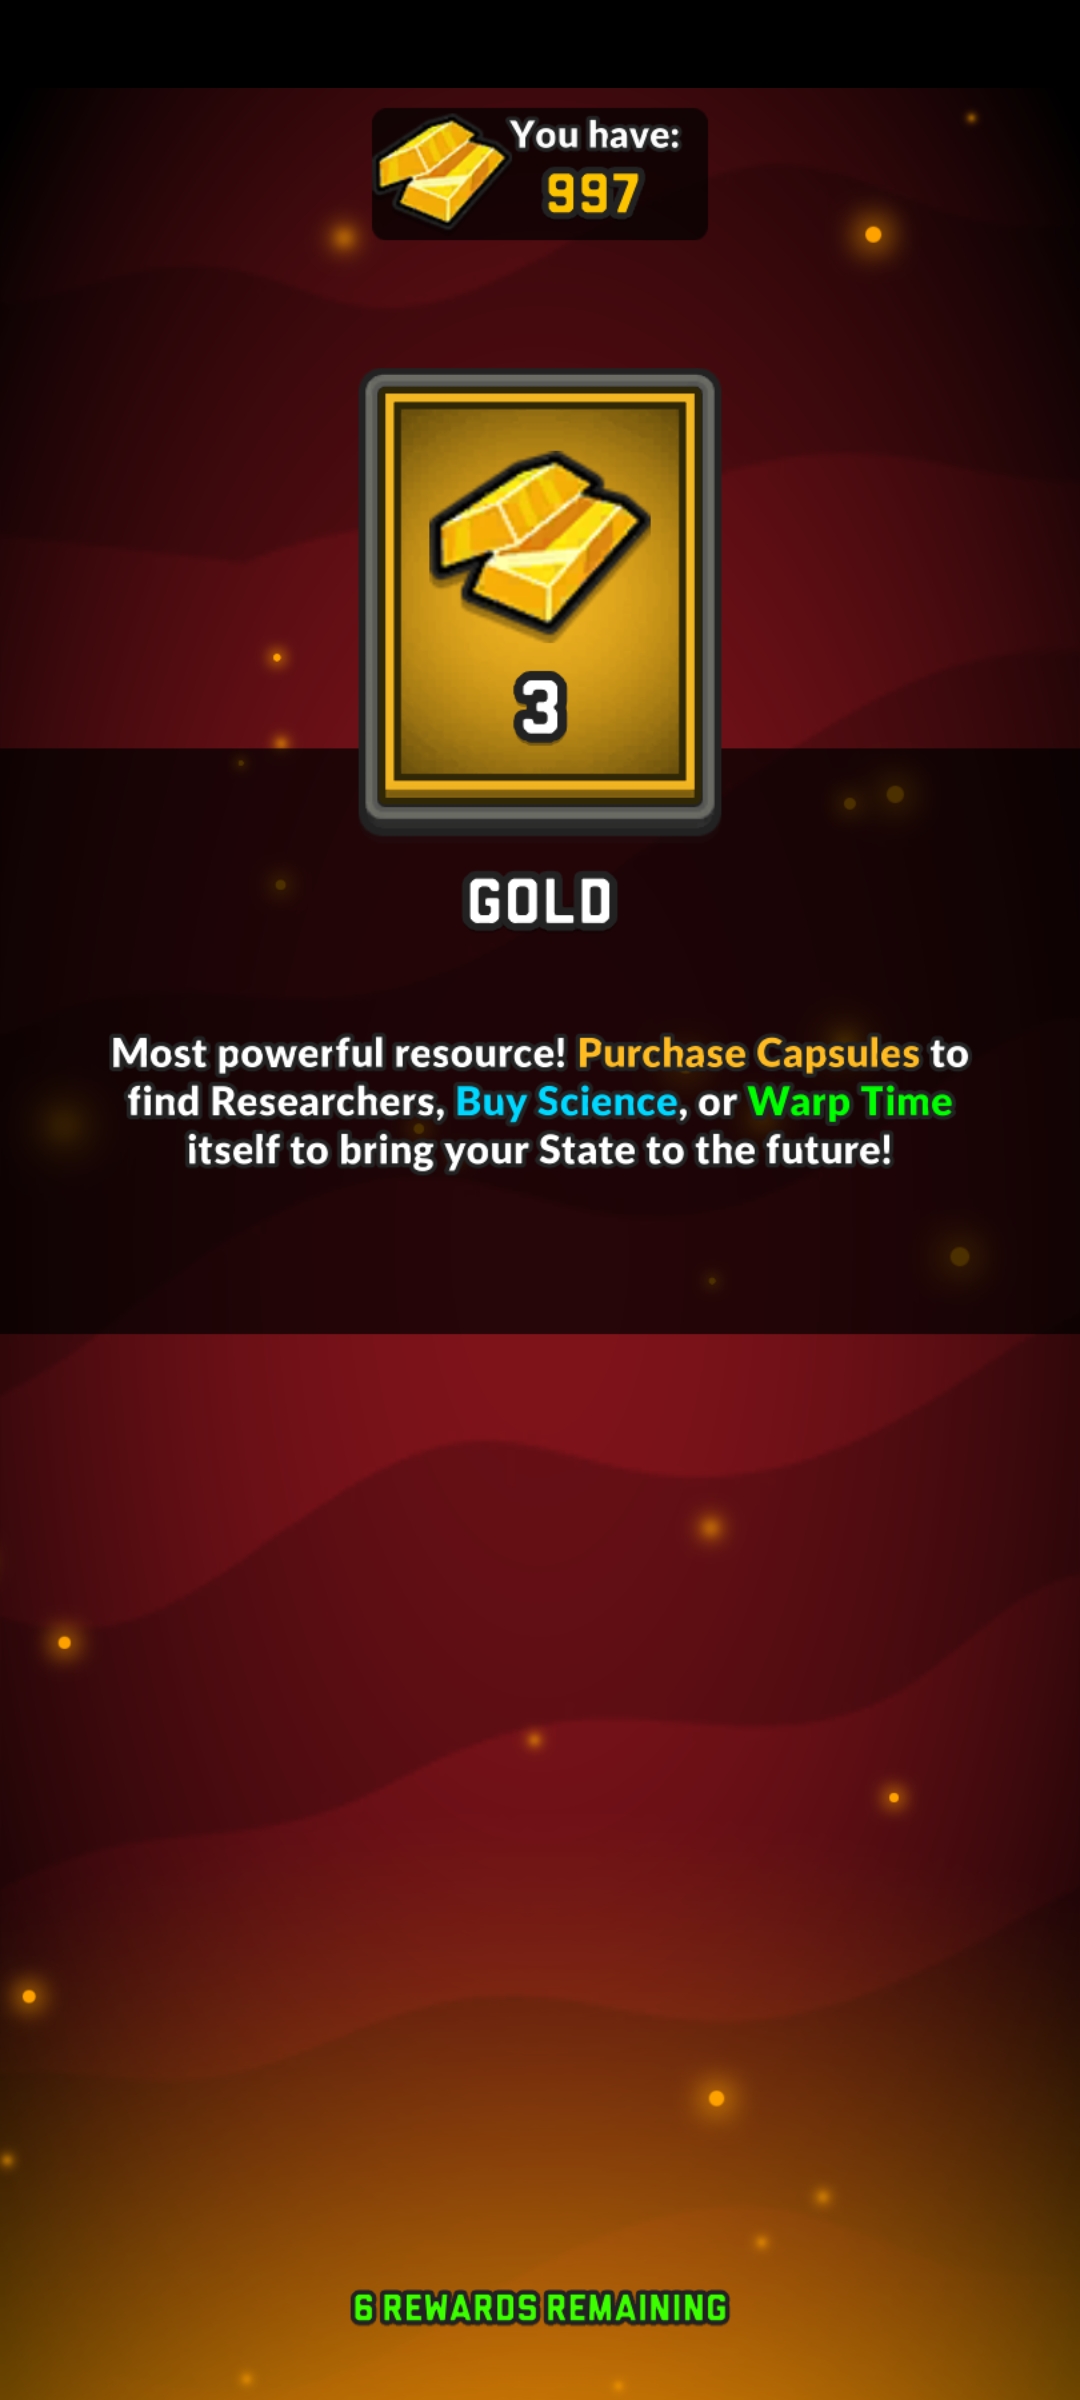 You have:
997
3
GOLD
Most powerful resource! Purchase Capsules to
find Researchers, Buy Science, or Warp Time
itself to bring your State to the future!
6 REWARDS REMAINING